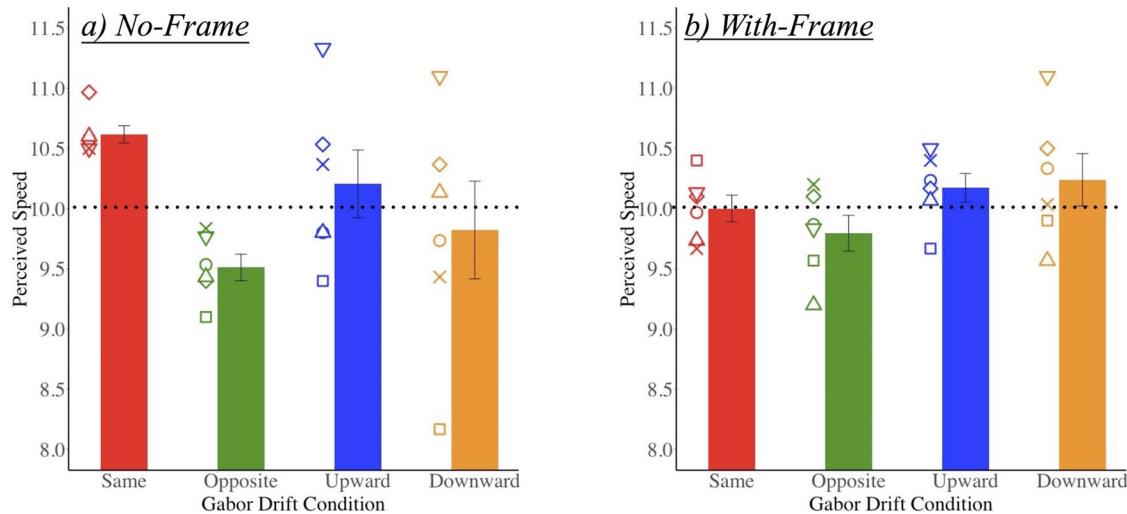 a) No-Frame
11.5
11.0
10.5
10.0
9.5
9.0
8.5
8.0
Perceived Speed
Same Opposite Upward Downward
Gabor Drift Condition
b) With-Frame
11.5
11.0
10.5
10.0
9.5
9.0
8.5
8.0
Perceived Speed
Same Opposite Upward Downward
Gabor Drift Condition